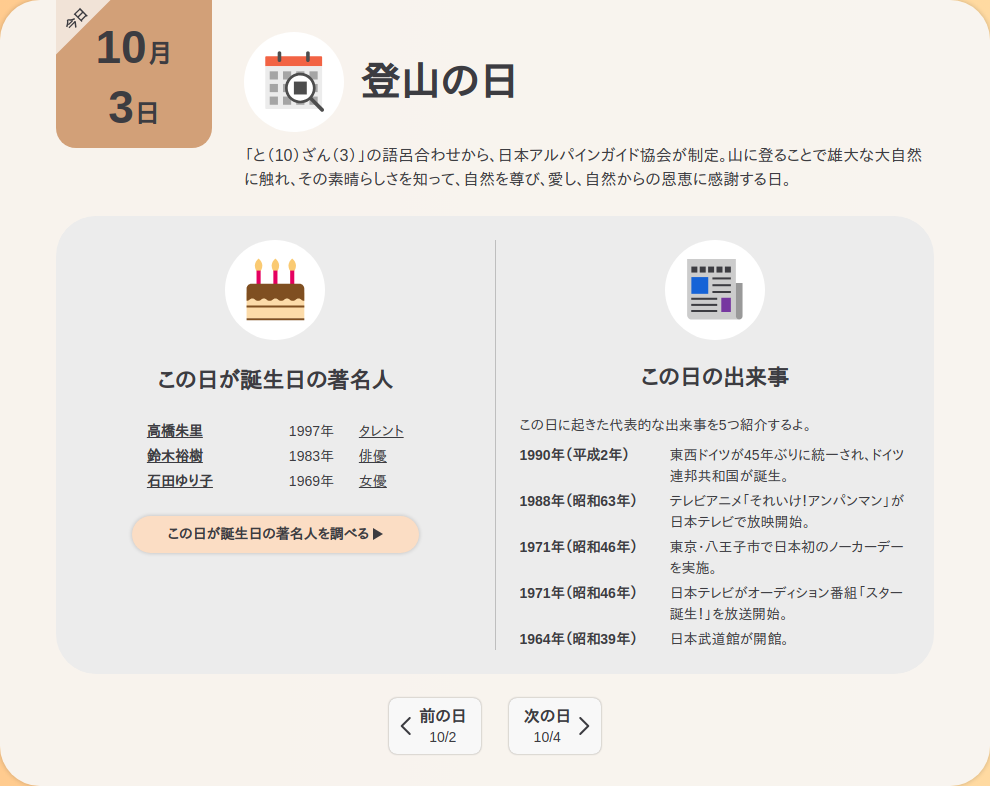 今日
10月
3日
登山の日
「と(10)ざん(3)」の語呂合わせから、日本アルパインガイド協会が制定。山に登ることで雄大な大自然
に触れ、その素晴らしさを知って、自然を尊び、愛し、自然からの恩恵に感謝する日。
この日が誕生日の著名人
高橋朱里 1997年 タレント
鈴木裕樹 1983年 俳優
石田ゆり子 1969年 女優
この日が誕生日の著名人を調べる▶
この日の出来事
この日に起きた代表的な出来事を5つ紹介するよ。
1990年(平成2年) 東西ドイツが45年ぶりに統一され、ドイツ
連邦共和国が誕生。
1988年(昭和63年) テレビアニメ「それいけ!アンパンマン」が
日本テレビで放映開始。
1971年(昭和46年) 東京・八王子市で日本初のノーカーデー
を実施。
1971年(昭和46年) 日本テレビがオーディション番組「スター
誕生!」を放送開始。
1964年(昭和39年) 日本武道館が開館。
前の日
10/2
次の日
10/4